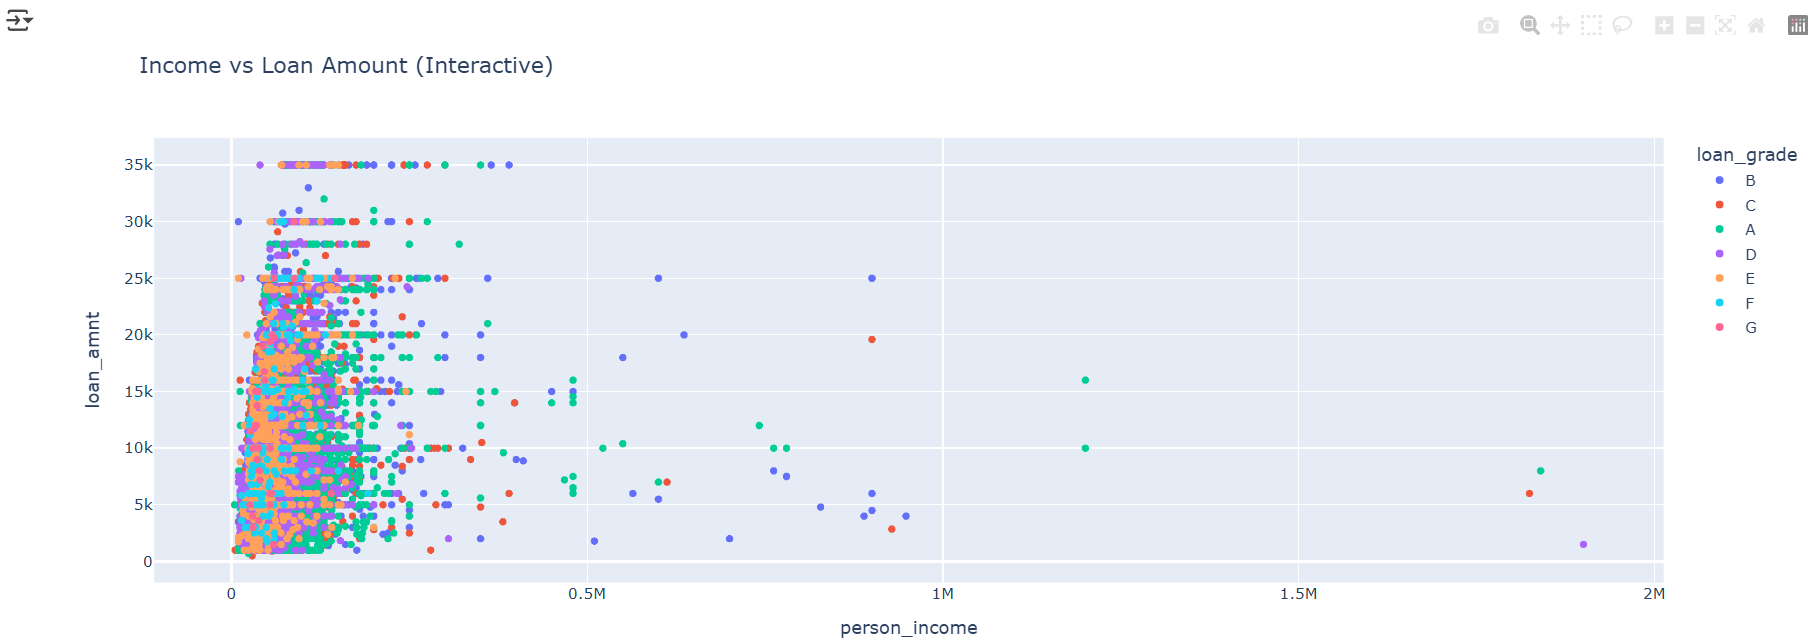 Income vs Loan Amount (Interactive)
loan_amnt
35k
30k
25k
20k
15k
10k
5k
0
0
0.5M
1M
1.5M
2M
person_income
loan_grade
B
C
A
D
E
F
G